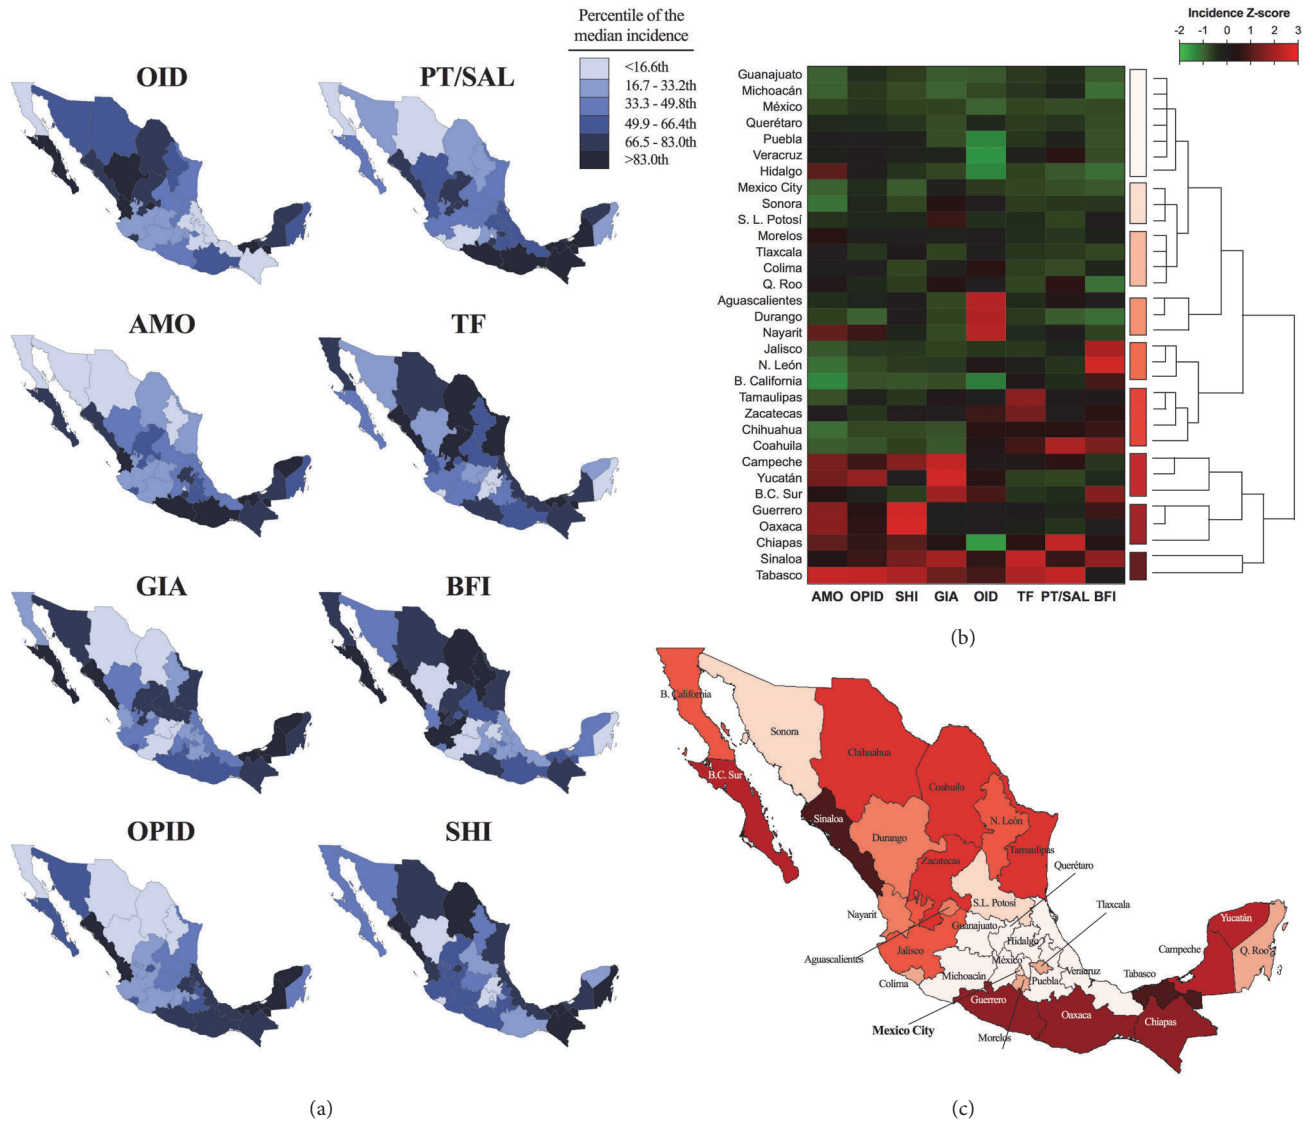 Percentile of the
median incidence
<16.6th
16.7 - 33.2th
33.3 - 49.8th
49.9 - 66.4th
66.5 - 83.0th
>83.0th
OID
PT/SAL
AMO
TF
GIA
BFI
OPID
SHI
(a)
Incidence Z-score
-2 -1 0 1 2 3
Guanajuato
Michoacán
México
Querétaro
Puebla
Veracruz
Hidalgo
Mexico City
Sonora
S. L. Potosí
Morelos
Tlaxcala
Colima
Q. Roo
Aguascalientes
Durango
Nayarit
Jalisco
N. León
B. California
Tamaulipas
Zacatecas
Chihuahua
Coahuila
Campeche
Yucatán
B.C. Sur
Guerrero
Oaxaca
Chiapas
Sinaloa
Tabasco
AMO OPID SHI GIA OID TF PT/SAL BFI
(b)
B. California
Sonora
Chihuahua
B.C. Sur
Coahuila
Sinaloa
N. León
Durango
Tamaulipas
Zacatecas
Querétaro
S.L. Potosí
Tlaxcala
Nayarit
Guanajuato
Yucatán
Hidalgo
Jalisco
Campeche
Q. Roo
Aguascalientes
México
Michoacán
Puebla
Veracruz
Tabasco
Colima
Guerrero
Oaxaca
Chiapas
Mexico City
Morelos
(c)